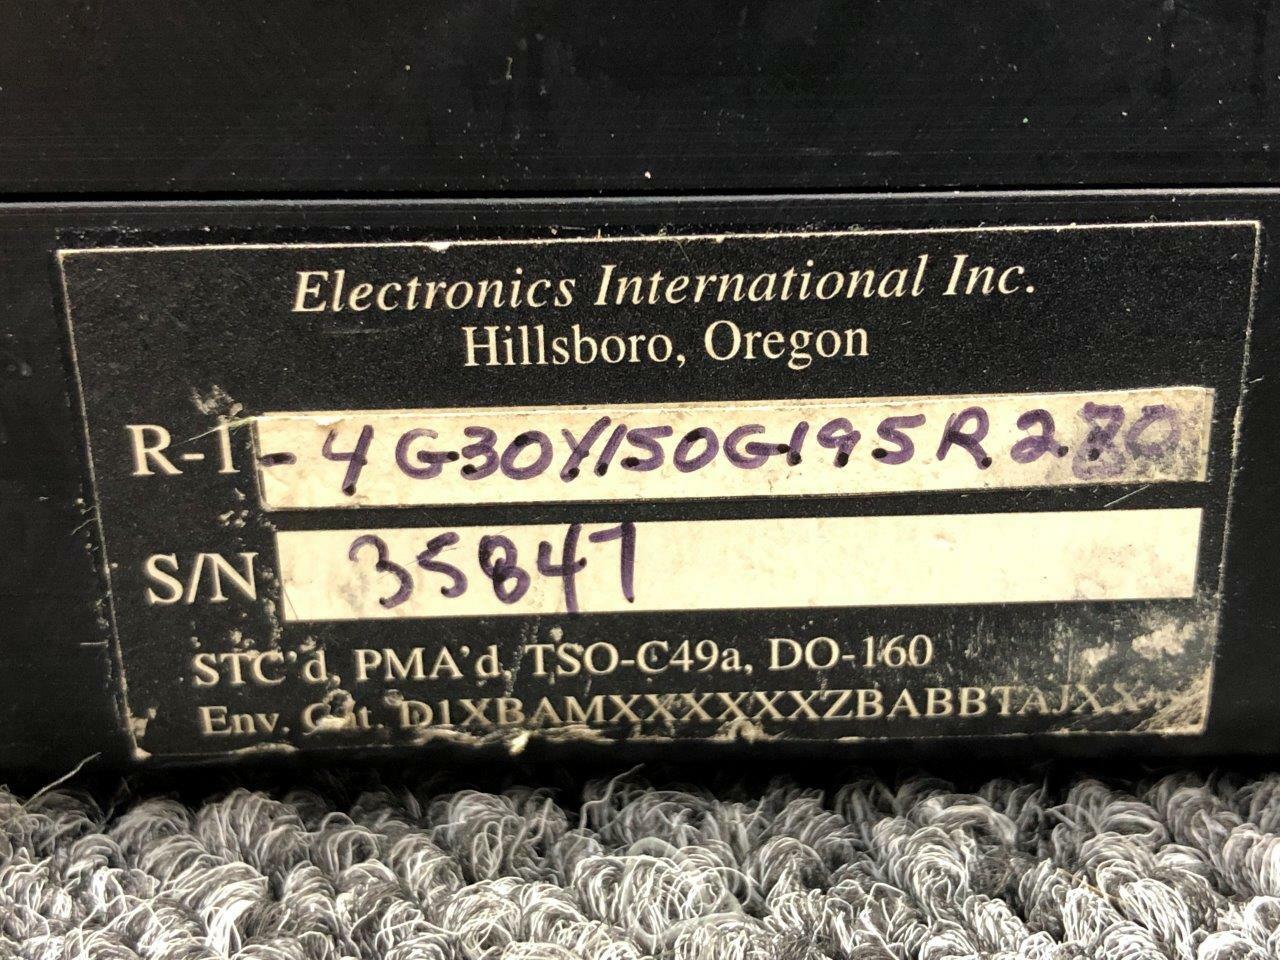 Electronics International Inc.
Hillsboro, Oregon
R-1 - 4G30Y150G195R280
S/N 35847
STC'd, PMA'd, TSO-C49a, DO-160
Env. Cat. D1XBAMXXXXXXZBABBTAJXX